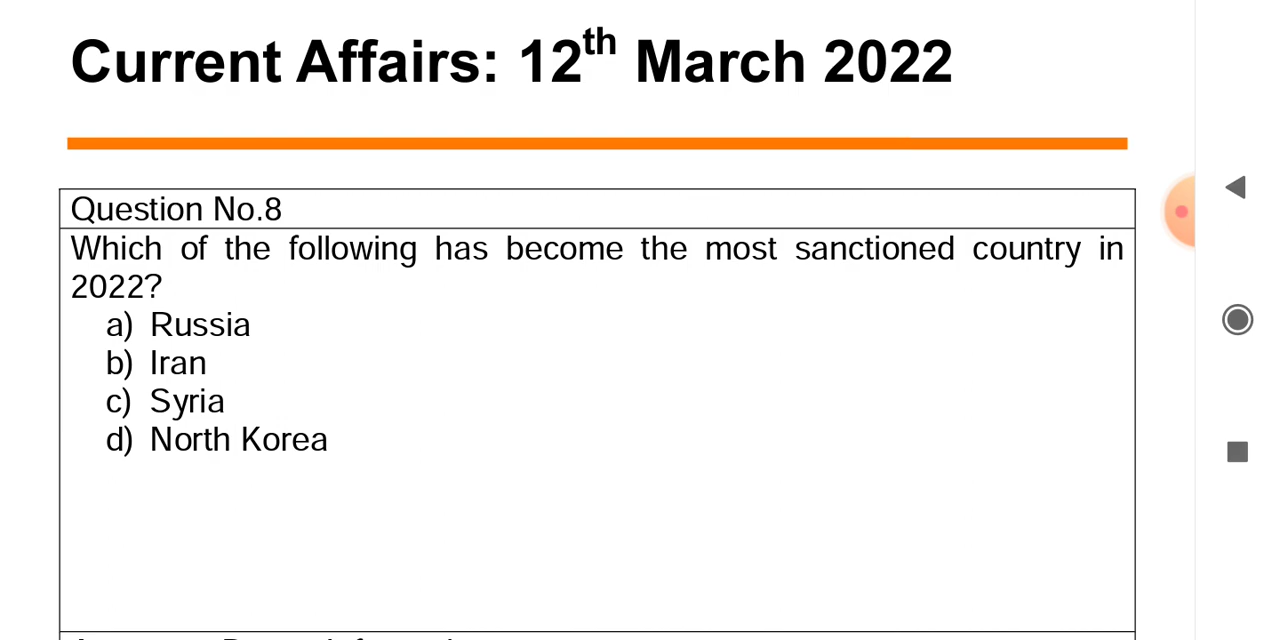 Current Affairs: 12th March 2022
Question No.8
Which of the following has become the most sanctioned country in
2022?
a) Russia
b) Iran
c) Syria
d) North Korea